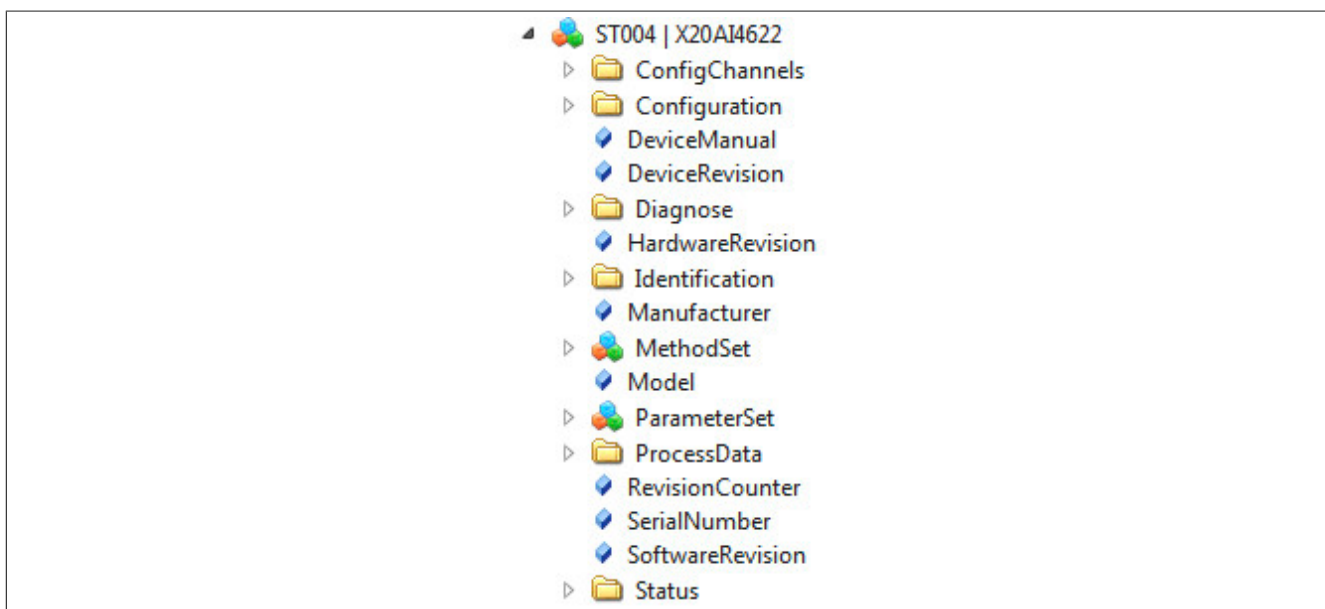 ST004 | X20AI4622
ConfigChannels
Configuration
DeviceManual
DeviceRevision
Diagnose
HardwareRevision
Identification
Manufacturer
MethodSet
Model
ParameterSet
ProcessData
RevisionCounter
SerialNumber
SoftwareRevision
Status